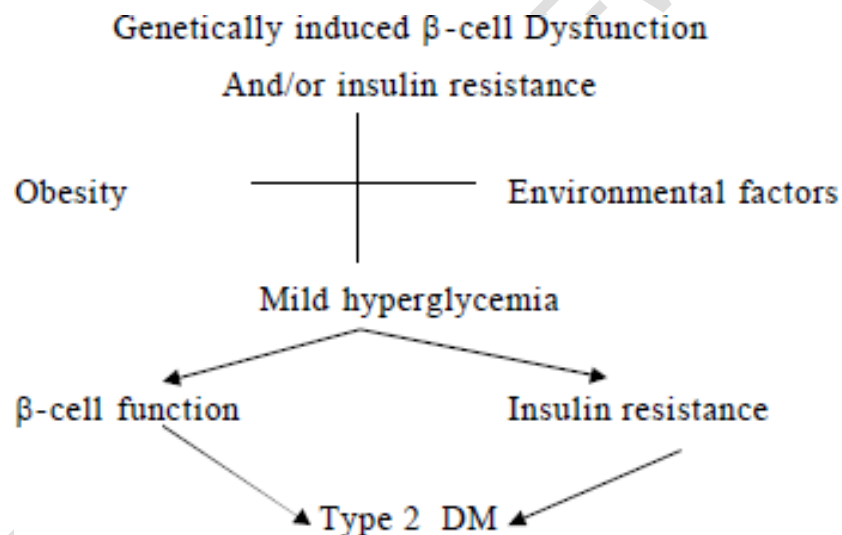 Genetically induced β-cell Dysfunction
And/or insulin resistance
Obesity
Environmental factors
Mild hyperglycemia
β-cell function
Insulin resistance
Type 2 DM